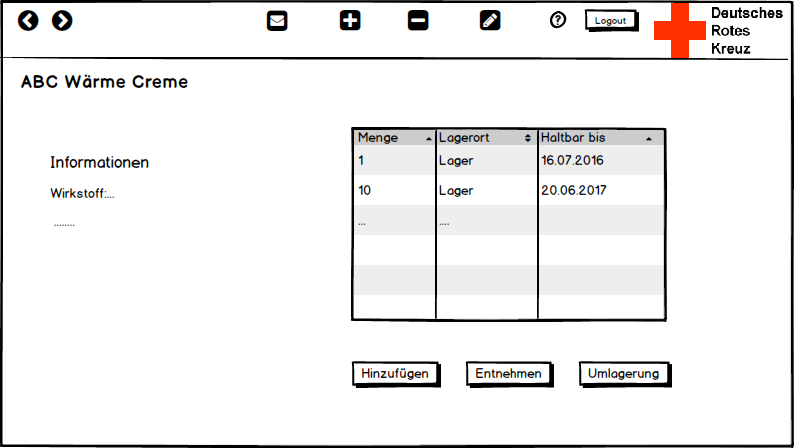 Logout
Deutsches
Rotes
Kreuz
ABC Wärme Creme
Informationen
Wirkstoff:...
........
Menge Lagerort Haltbar bis
1 Lager 16.07.2016
10 Lager 20.06.2017
... ....
Hinzufügen Entnehmen Umlagerung